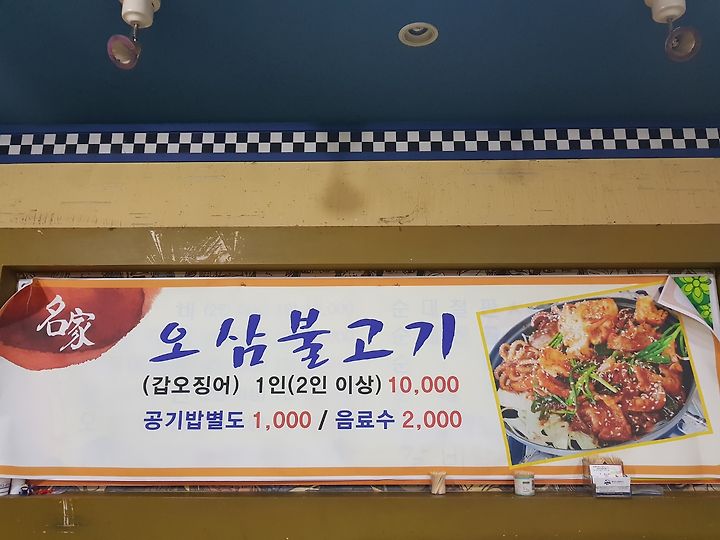 名家
오삼불고기
(갑오징어) 1인(2인 이상) 10,000
공기밥별도 1,000 / 음료수 2,000